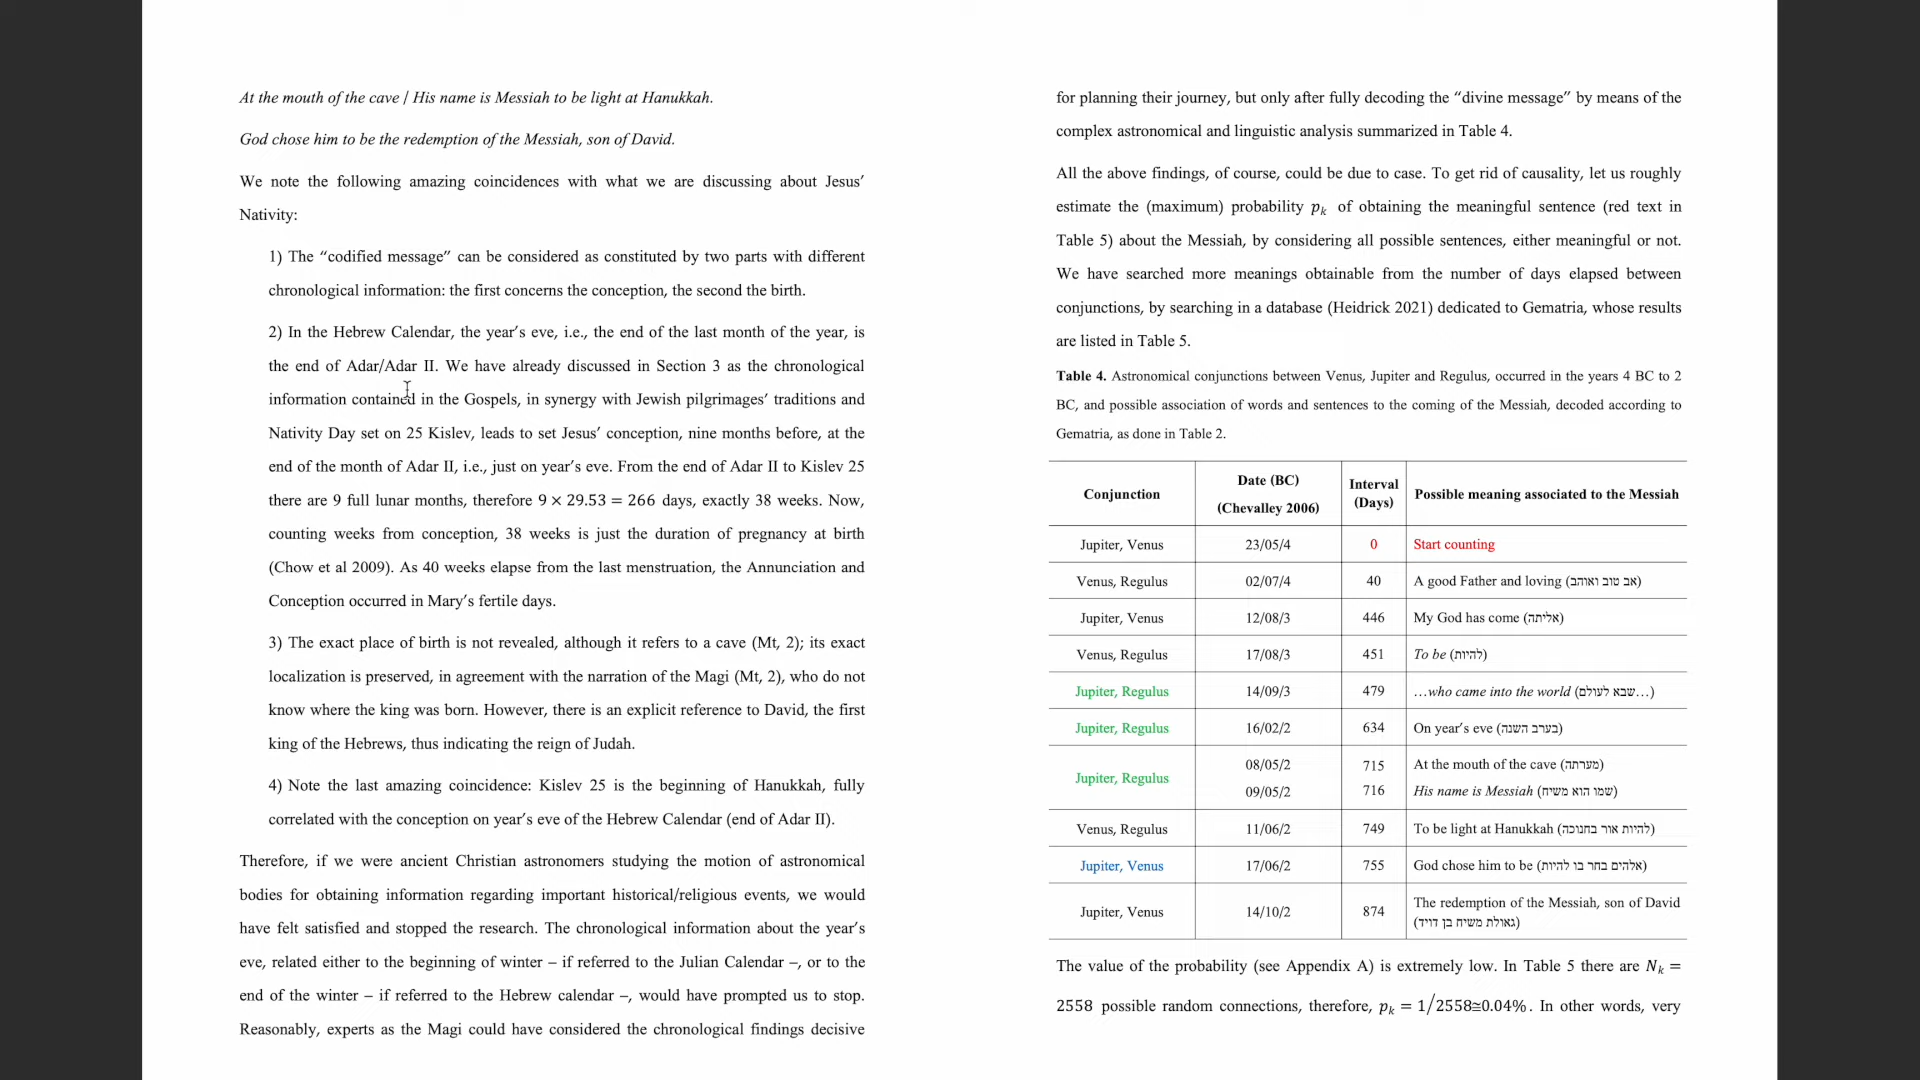 At the mouth of the cave / His name is Messiah to be light at Hanukkah.
God chose him to be the redemption of the Messiah, son of David.
We note the following amazing coincidences with what we are discussing about Jesus’
Nativity:
1) The “codified message” can be considered as constituted by two parts with different
chronological information: the first concerns the conception, the second the birth.
2) In the Hebrew Calendar, the year’s eve, i.e., the end of the last month of the year, is
the end of Adar/Adar II. We have already discussed in Section 3 as the chronological
information contained in the Gospels, in synergy with Jewish pilgrimages’ traditions and
Nativity Day set on 25 Kislev, leads to set Jesus’ conception, nine months before, at the
end of the month of Adar II, i.e., just on year’s eve. From the end of Adar II to Kislev 25
there are 9 full lunar months, therefore 9 × 29.53 = 266 days, exactly 38 weeks. Now,
counting weeks from conception, 38 weeks is just the duration of pregnancy at birth
(Chow et al 2009). As 40 weeks elapse from the last menstruation, the Annunciation and
Conception occurred in Mary’s fertile days.
3) The exact place of birth is not revealed, although it refers to a cave (Mt, 2); its exact
localization is preserved, in agreement with the narration of the Magi (Mt, 2), who do not
know where the king was born. However, there is an explicit reference to David, the first
king of the Hebrews, thus indicating the reign of Judah.
4) Note the last amazing coincidence: Kislev 25 is the beginning of Hanukkah, fully
correlated with the conception on year’s eve of the Hebrew Calendar (end of Adar II).
Therefore, if we were ancient Christian astronomers studying the motion of astronomical
bodies for obtaining information regarding important historical/religious events, we would
have felt satisfied and stopped the research. The chronological information about the year’s
eve, related either to the beginning of winter – if referred to the Julian Calendar –, or to the
end of the winter – if referred to the Hebrew calendar –, would have prompted us to stop.
Reasonably, experts as the Magi could have considered the chronological findings decisive
for planning their journey, but only after fully decoding the “divine message” by means of the
complex astronomical and linguistic analysis summarized in Table 4.
All the above findings, of course, could be due to case. To get rid of causality, let us roughly
estimate the (maximum) probability pₖ of obtaining the meaningful sentence (red text in
Table 5) about the Messiah, by considering all possible sentences, either meaningful or not.
We have searched more meanings obtainable from the number of days elapsed between
conjunctions, by searching in a database (Heidrick 2021) dedicated to Gematria, whose results
are listed in Table 5.
Table 4. Astronomical conjunctions between Venus, Jupiter and Regulus, occurred in the years 4 BC to 2
BC, and possible association of words and sentences to the coming of the Messiah, decoded according to
Gematria, as done in Table 2.
Conjunction Date (BC) (Chevalley 2006) Interval (Days) Possible meaning associated to the Messiah
Jupiter, Venus 23/05/4 0 Start counting
Venus, Regulus 02/07/4 40 A good Father and loving (אב טוב ואוהב)
Jupiter, Venus 12/08/3 446 My God has come (אליתה)
Venus, Regulus 17/08/3 451 To be (להיות)
Jupiter, Regulus 14/09/3 479 …who came into the world (שבא לעולם…)
Jupiter, Regulus 16/02/2 634 On year’s eve (בערב השנה)
Jupiter, Regulus 08/05/2 715 At the mouth of the cave (מערתה)
09/05/2 716 His name is Messiah (שמו הוא משיח)
Venus, Regulus 11/06/2 749 To be light at Hanukkah (להיות אור בחנוכה)
Jupiter, Venus 17/06/2 755 God chose him to be (אלהים בחר בו להיות)
Jupiter, Venus 14/10/2 874 The redemption of the Messiah, son of David
(גאולת משיח בן דויד)
The value of the probability (see Appendix A) is extremely low. In Table 5 there are Nₖ =
2558 possible random connections, therefore, pₖ = 1/2558≅0.04%. In other words, very